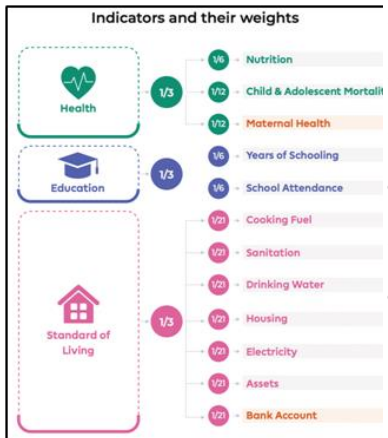 Indicators and their weights
Health
1/3
1/6 Nutrition
1/12 Child & Adolescent Mortalit
1/12 Maternal Health
Education
1/3
1/6 Years of Schooling
1/6 School Attendance
Standard of
Living
1/3
1/21 Cooking Fuel
1/21 Sanitation
1/21 Drinking Water
1/21 Housing
1/21 Electricity
1/21 Assets
1/21 Bank Account